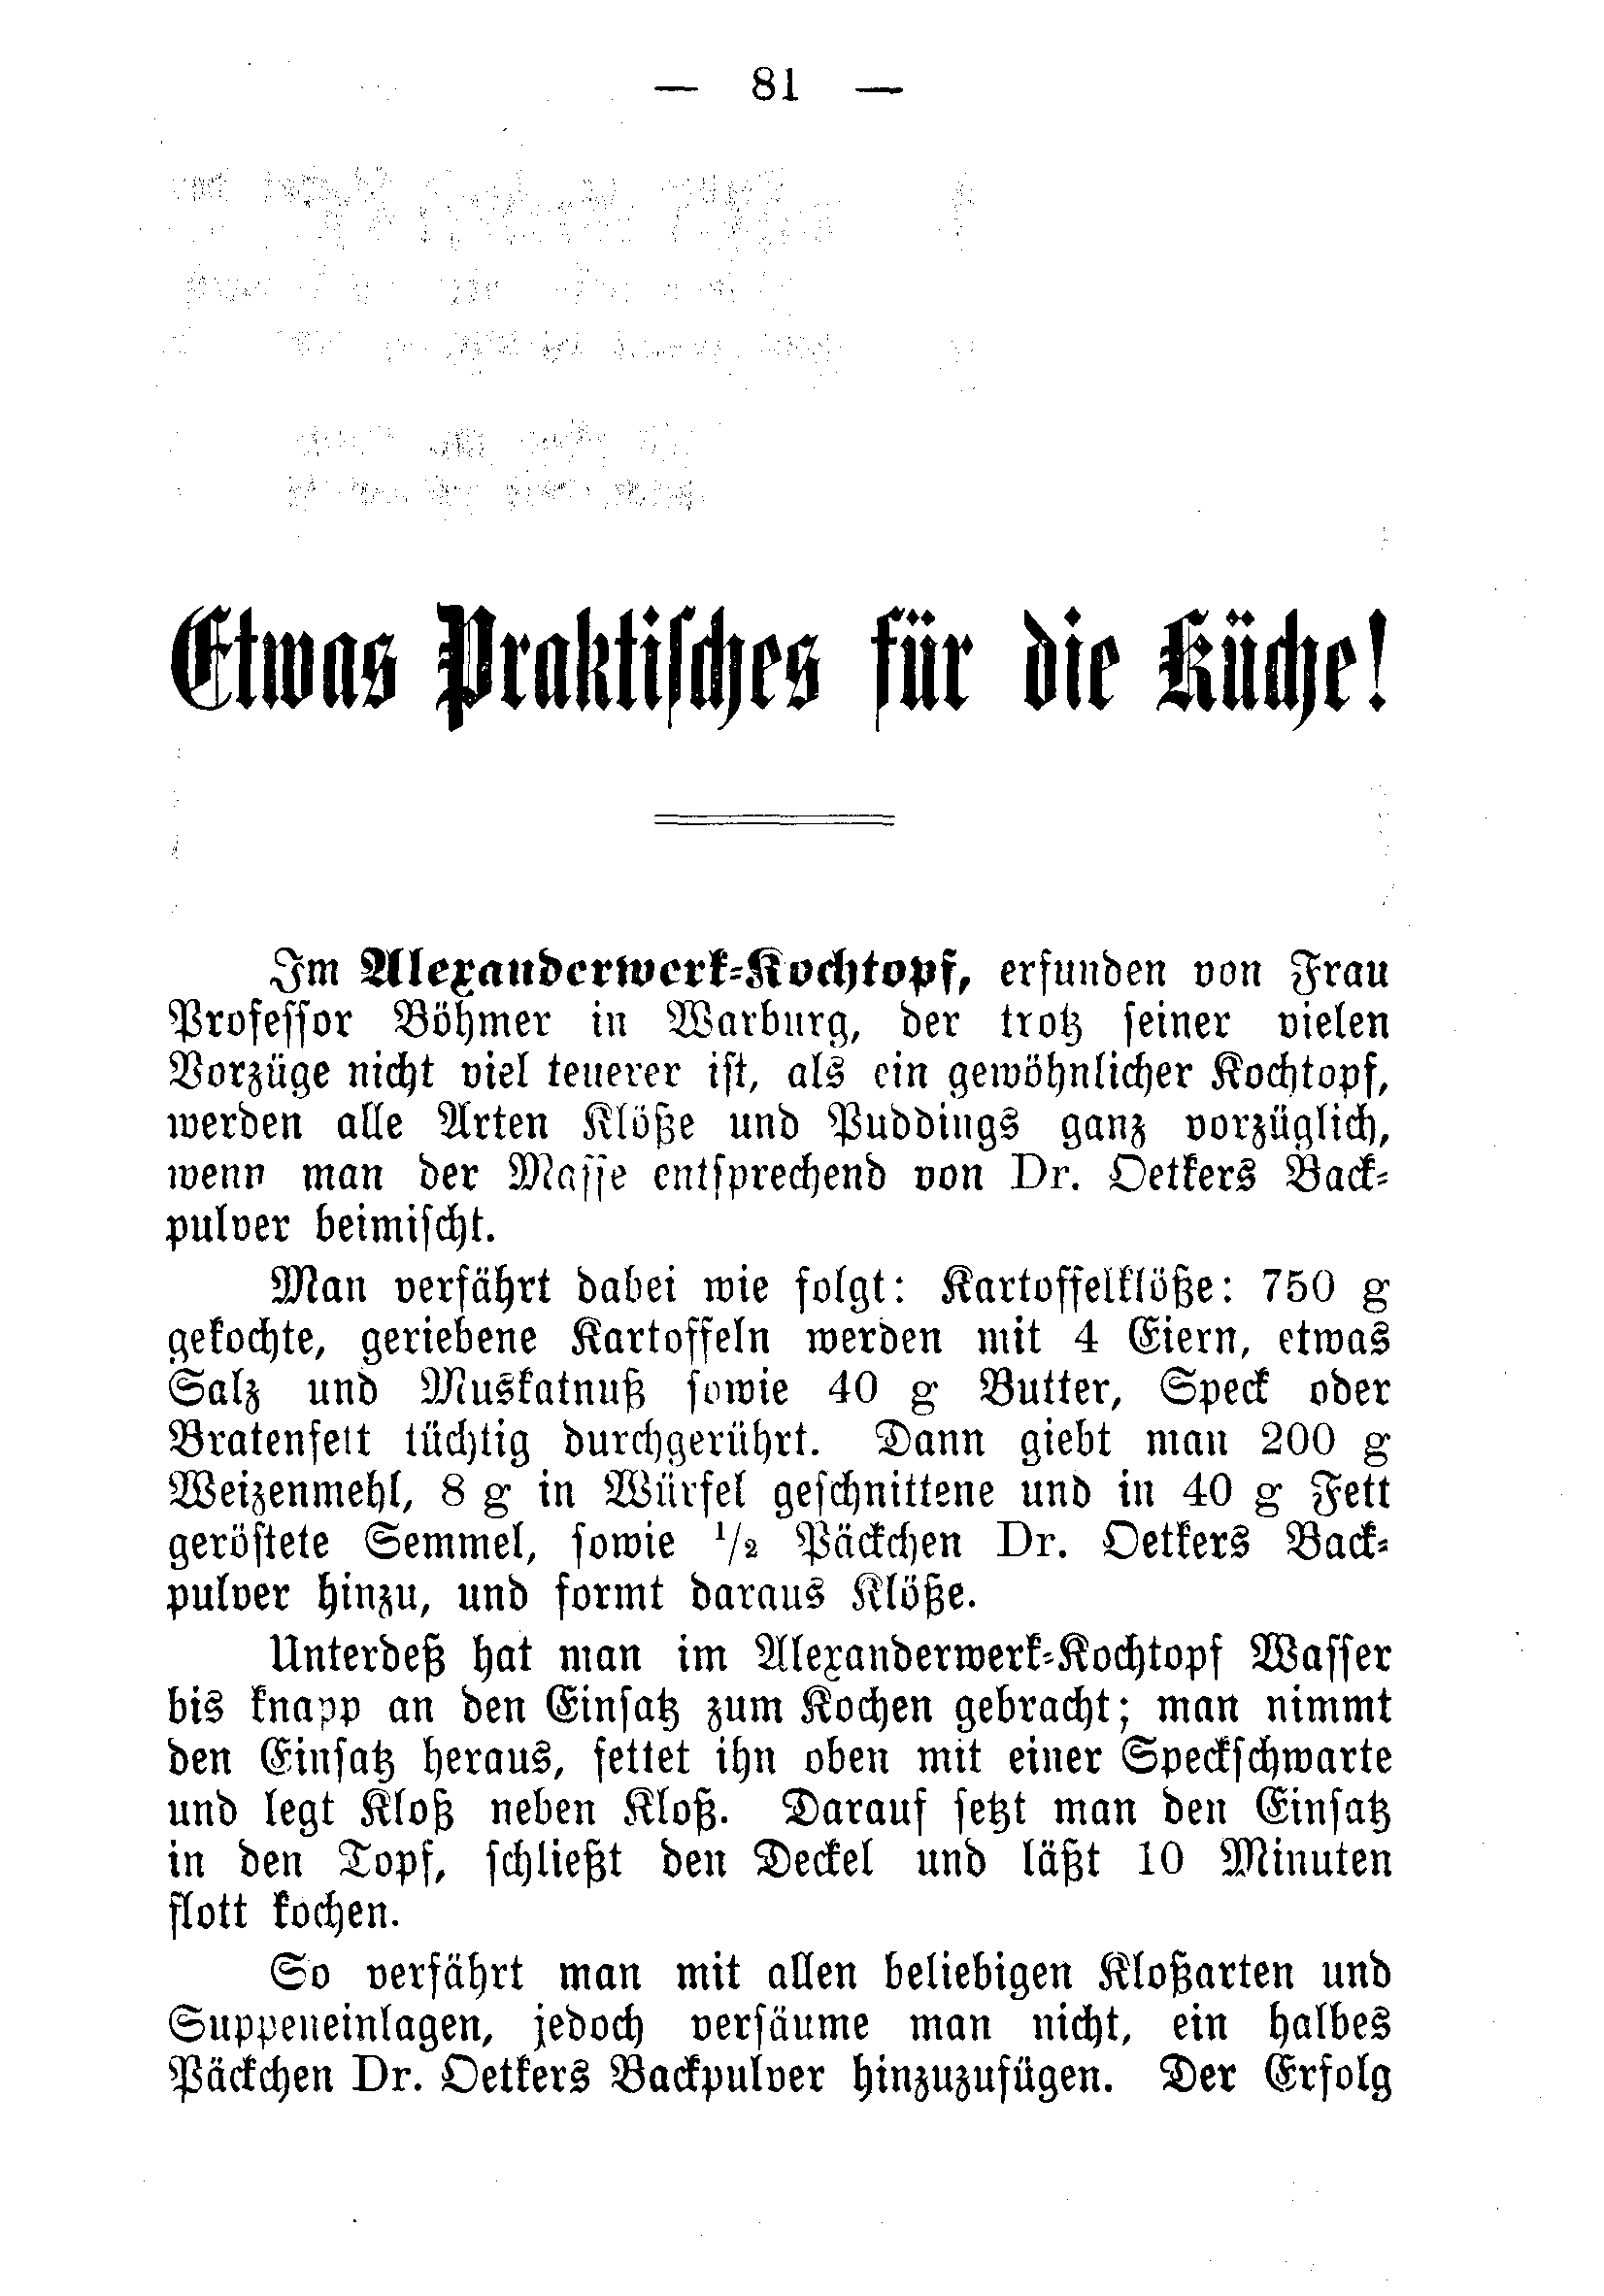 — 81 —
Etwas Praktisches für die Küche!
Im Alexanderwerk-Kochtopf, erfunden von Frau
Professor Böhmer in Warburg, der trotz seiner vielen
Vorzüge nicht viel teuerer ist, als ein gewöhnlicher Kochtopf,
werden alle Arten Klöße und Puddings ganz vorzüglich,
wenn man der Masse entsprechend von Dr. Oetkers Back-
pulver beimischt.
Man verfährt dabei wie folgt: Kartoffelklöße: 750 g
gekochte, geriebene Kartoffeln werden mit 4 Eiern, etwas
Salz und Muskatnuß sowie 40 g Butter, Speck oder
Bratenfett tüchtig durchgerührt. Dann giebt man 200 g
Weizenmehl, 8 g in Würfel geschnittene und in 40 g Fett
geröstete Semmel, sowie 1/2 Päckchen Dr. Oetkers Back-
pulver hinzu, und formt daraus Klöße.
Unterdeß hat man im Alexanderwerk-Kochtopf Wasser
bis knapp an den Einsatz zum Kochen gebracht; man nimmt
den Einsatz heraus, fettet ihn oben mit einer Speckschwarte
und legt Kloß neben Kloß. Darauf setzt man den Einsatz
in den Topf, schließt den Deckel und läßt 10 Minuten
flott kochen.
So verfährt man mit allen beliebigen Kloßarten und
Suppeneinlagen, jedoch versäume man nicht, ein halbes
Päckchen Dr. Oetkers Backpulver hinzuzufügen. Der Erfolg